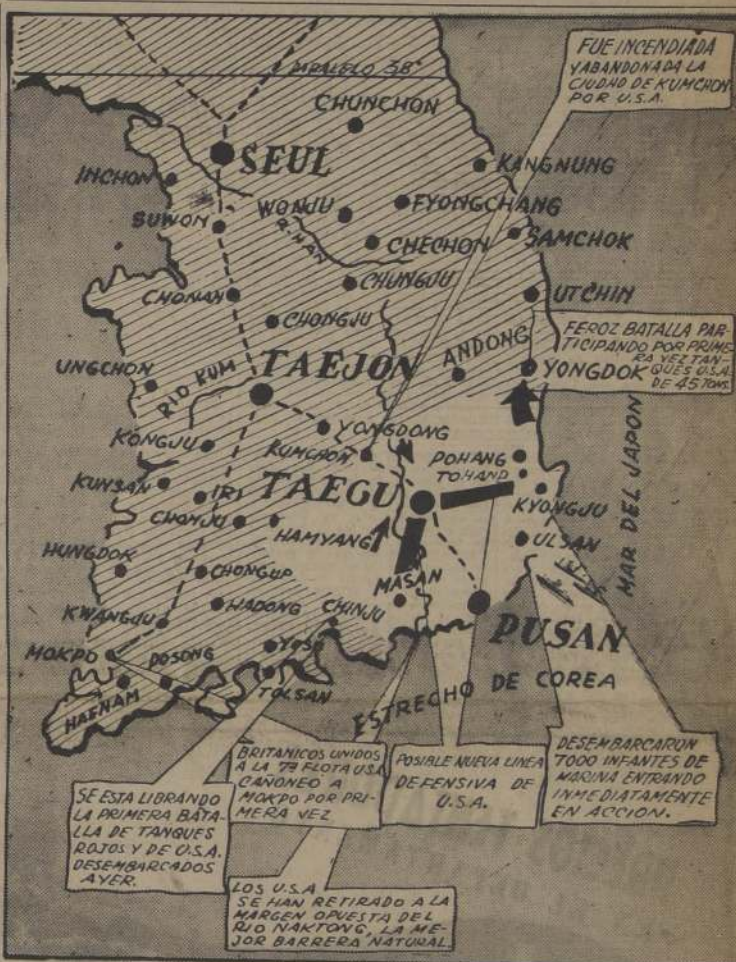 PARALELO 38°
FUE INCENDIADA
Y ABANDONADA LA
CIUDAD DE KUMCHON
POR U.S.A.
CHUNCHON
SEUL
KANGNUNG
INCHON
WONJU
FYONGCHANG
SUWON
R. HAN
CHECHON
SAMCHOK
CHUNGJU
CHONAN
UTCHIN
CHONGJU
FEROZ BATALLA PAR-
TICIPANDO POR PRIME-
RA VEZ TAN-
QUES U.S.A.
DE 45 TONS.
ANDONG
YONGDOK
UNGCHON
RIO KUM
TAEJON
YONGDONG
KONGJU
KUMCHON
POHANG
TOHAND
MAR DEL JAPON
KUNSAN
IRI
TAEGU
KYONGJU
CHONJU
HAMYANG
ULSAN
HUNGDOK
CHONGUP
MASAN
HADONG
CHINJU
KWANGJU
PUSAN
MOKPO
POSONG
YOSU
HAENAM
TOLSAN
ESTRECHO DE COREA
SE ESTA LIBRANDO
LA PRIMERA BATA-
LLA DE TANQUES
ROJOS Y DE U.S.A.
DESEMBARCADOS
AYER.
BRITANICOS UNIDOS
A LA 7ª FLOTA U.S.A.
CAÑONEO A
MOKPO POR PRI-
MERA VEZ
POSIBLE NUEVA LINEA
DEFENSIVA DE
U.S.A.
DESEMBARCARON
7000 INFANTES DE
MARINA ENTRANDO
INMEDIATAMENTE
EN ACCION.
LOS U.S.A
SE HAN RETIRADO A LA
MARGEN OPUESTA DEL
RIO NAKTONG, LA ME-
JOR BARRERA NATURAL.